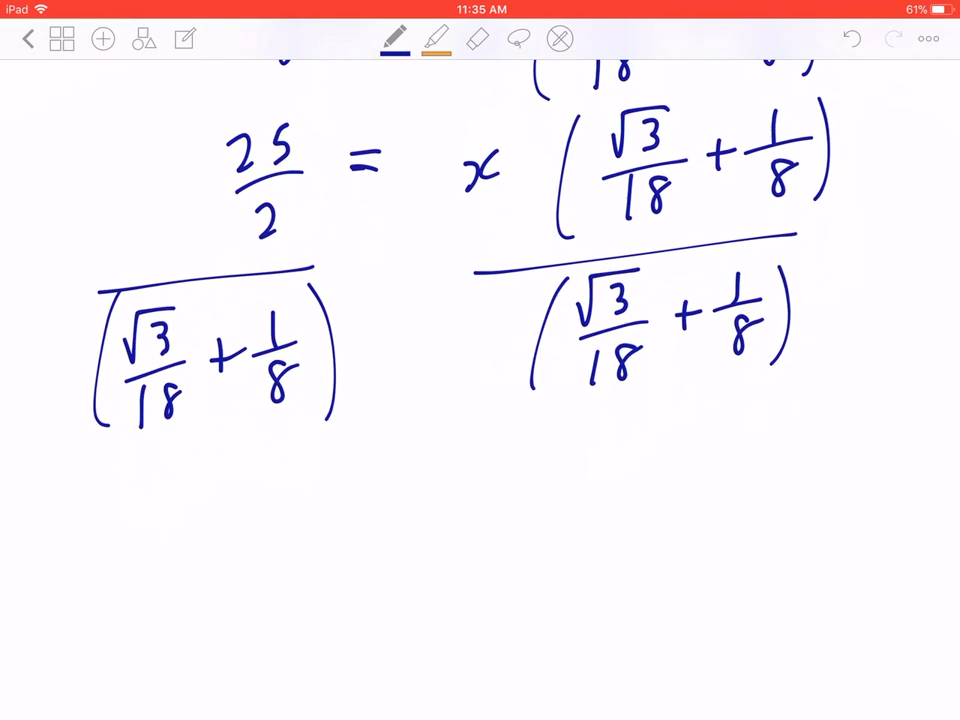 iPad 11:35 AM 61%
18
25/2 = x (√3/18 + 1/8)
(√3/18 + 1/8) (√3/18 + 1/8)